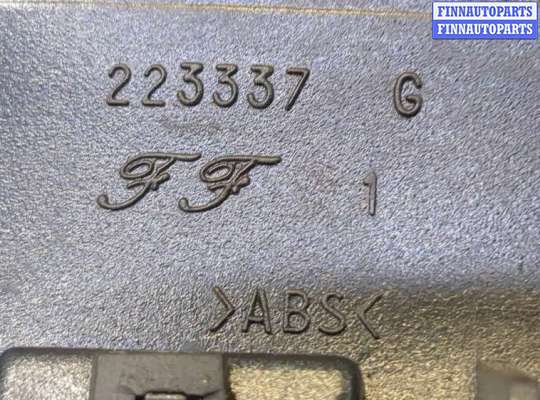 FINNAUTOPARTS
FINNAUTOPARTS
223337 G
FF 1
>ABS<